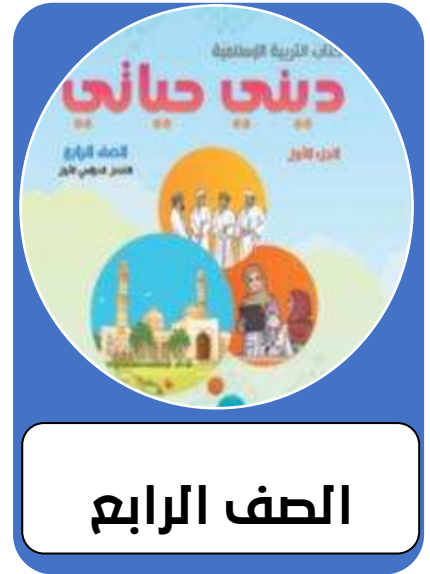 كتاب التربية الإسلامية
ديني حياتي
الصف الرابع
الجزء الأول
الفصل الدراسي الأول
الصف الرابع